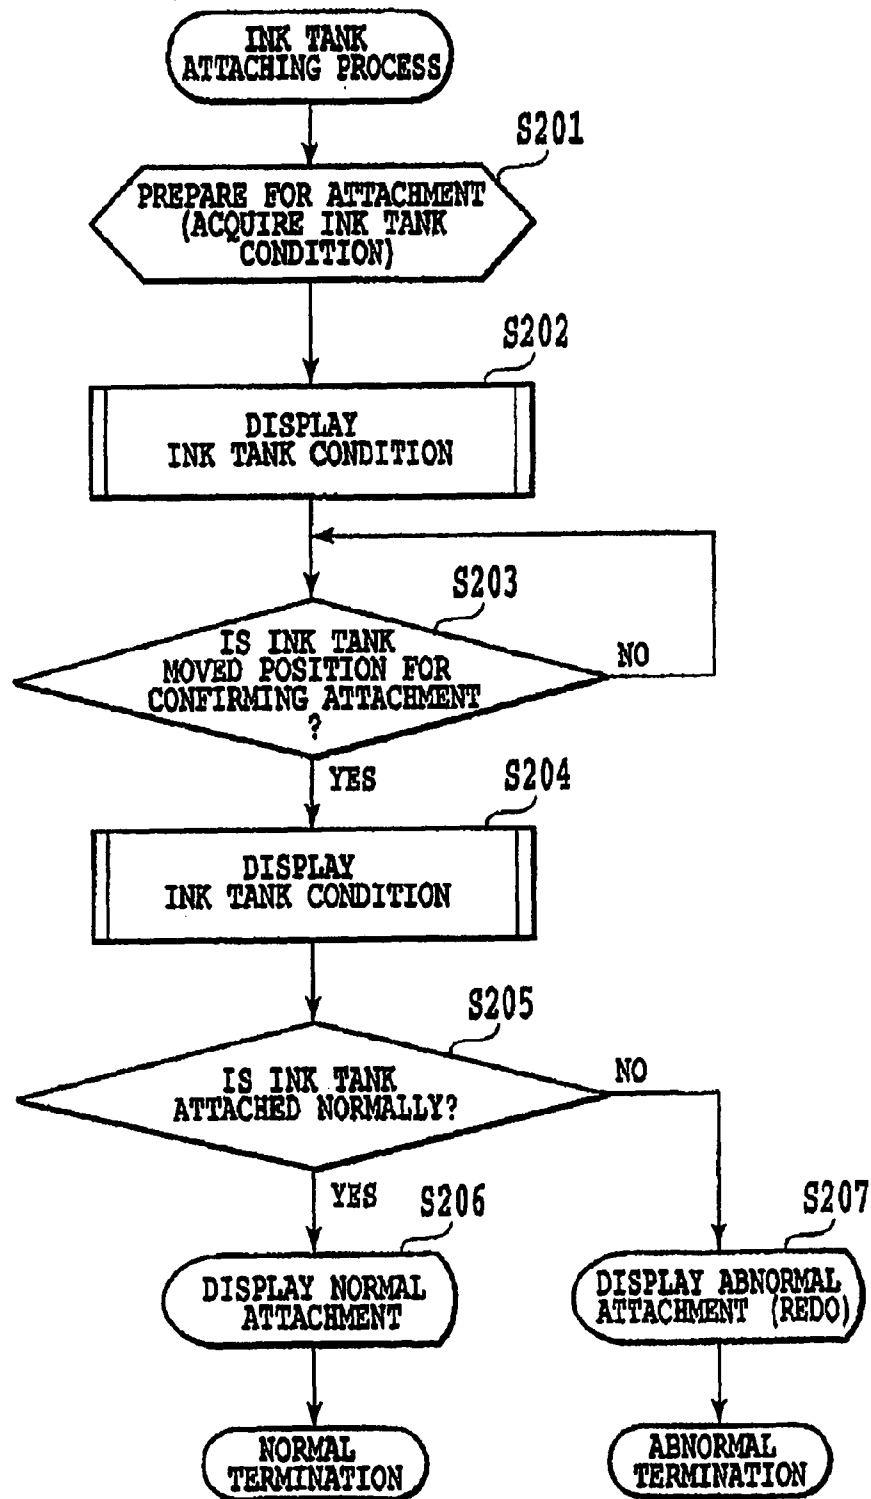 INK TANK
ATTACHING PROCESS
S201
PREPARE FOR ATTACHMENT
(ACQUIRE INK TANK
CONDITION)
S202
DISPLAY
INK TANK CONDITION
S203
IS INK TANK
MOVED POSITION FOR
CONFIRMING ATTACHMENT
?
NO
YES
S204
DISPLAY
INK TANK CONDITION
S205
IS INK TANK
ATTACHED NORMALLY?
NO
YES
S206
DISPLAY NORMAL
ATTACHMENT
S207
DISPLAY ABNORMAL
ATTACHMENT (REDO)
NORMAL
TERMINATION
ABNORMAL
TERMINATION